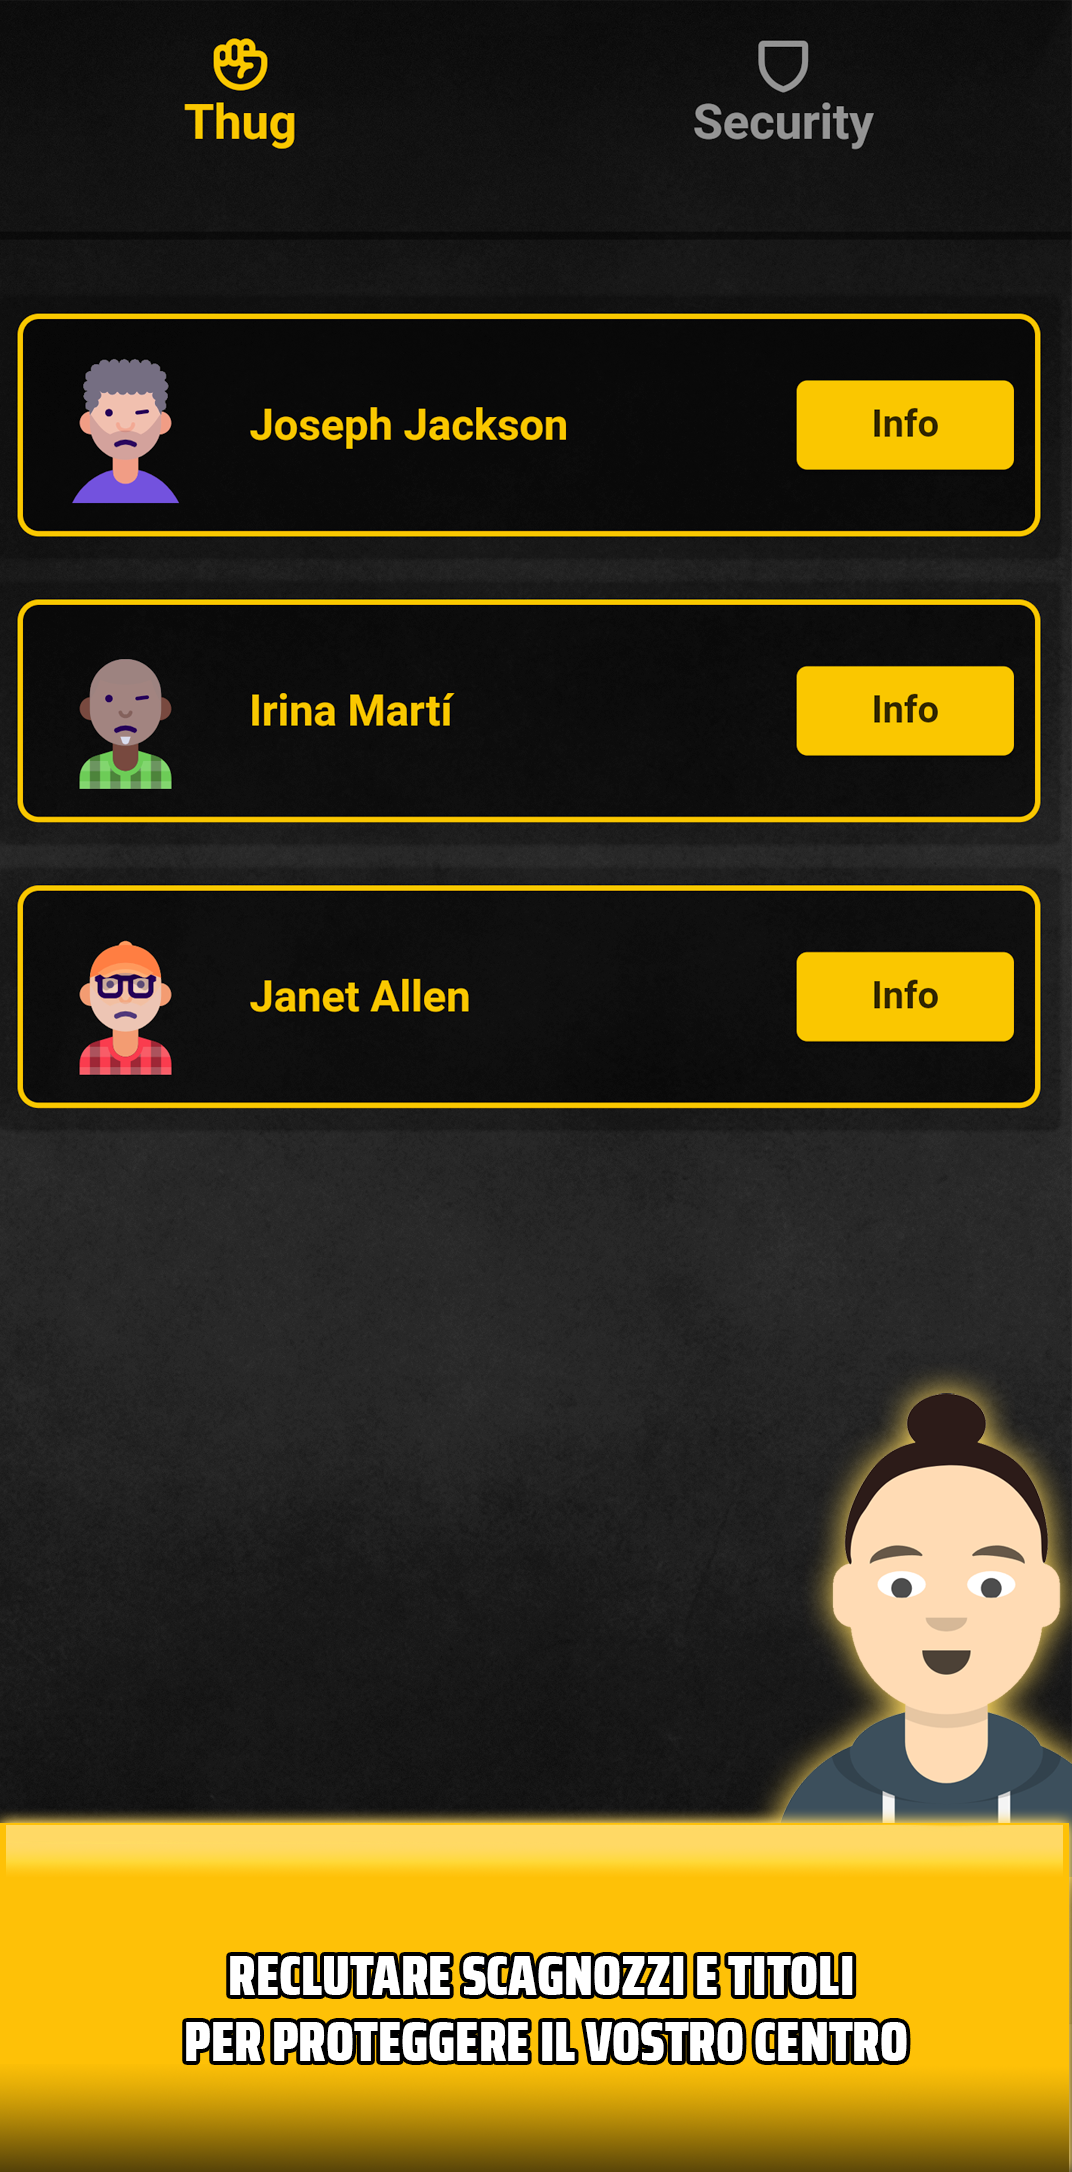 Thug
Security
Joseph Jackson
Info
Irina Martí
Info
Janet Allen
Info
RECLUTARE SCAGNOZZI E TITOLI
PER PROTEGGERE IL VOSTRO CENTRO